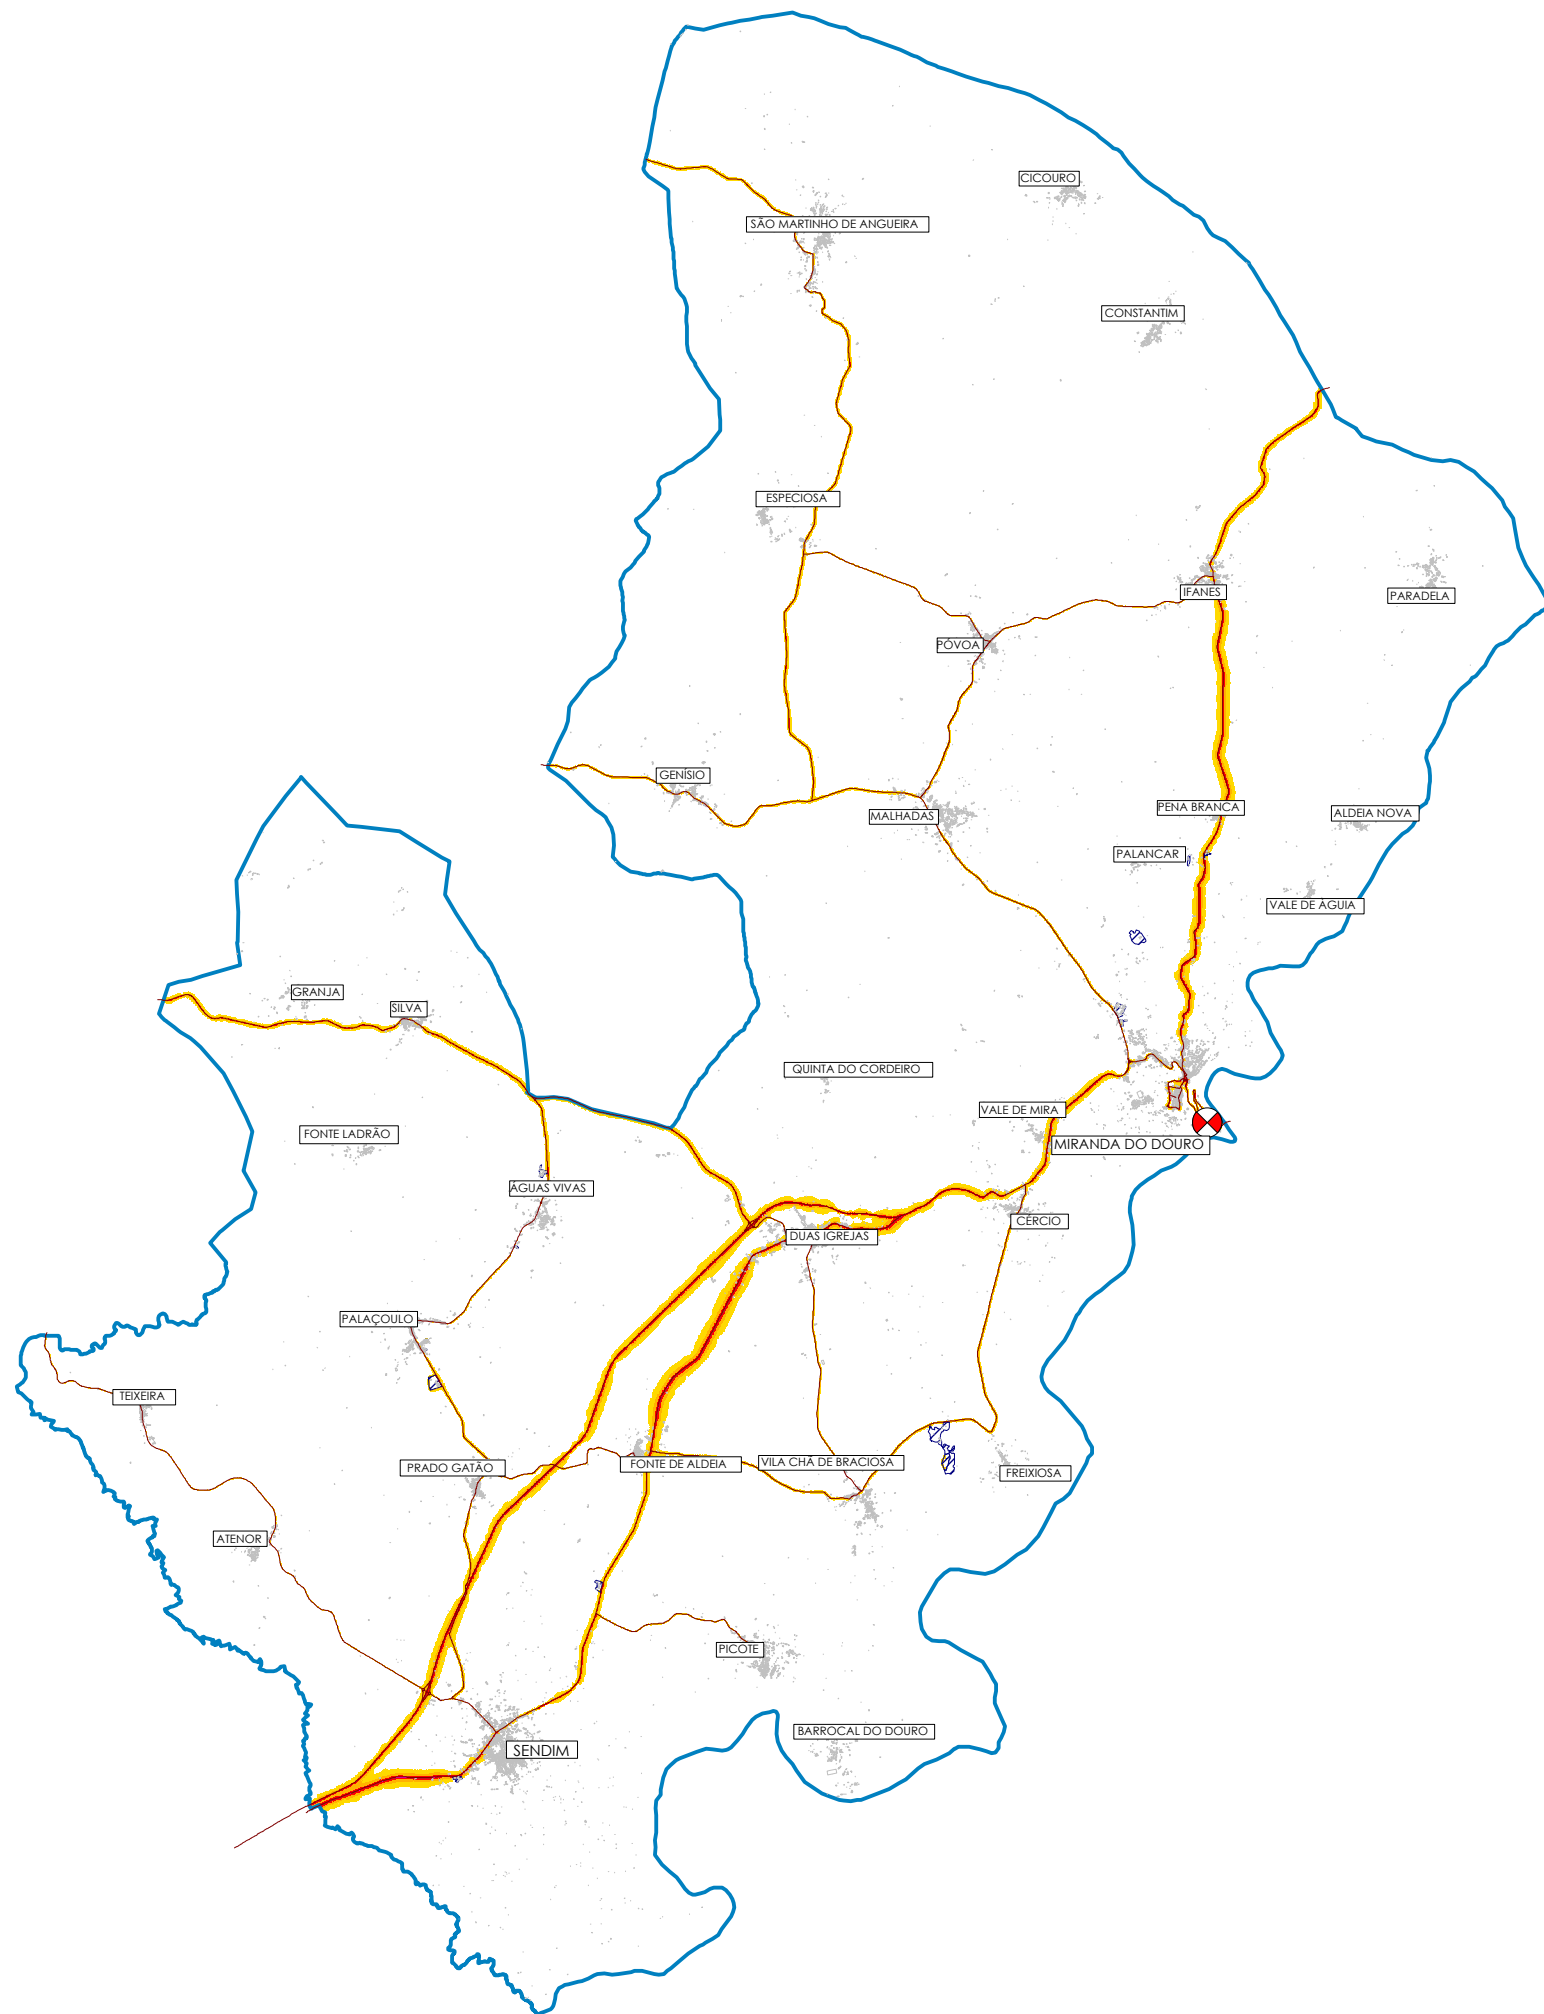 CICOURO
SÃO MARTINHO DE ANGUEIRA
CONSTANTIM
ESPECIOSA
IFANES
PARADELA
PÓVOA
GENÍSIO
PENA BRANCA
MALHADAS
ALDEIA NOVA
PALANCAR
VALE DE ÁGUIA
GRANJA
SILVA
QUINTA DO CORDEIRO
VALE DE MIRA
FONTE LADRÃO
MIRANDA DO DOURO
ÁGUAS VIVAS
CÉRCIO
DUAS IGREJAS
PALAÇOULO
TEIXEIRA
PRADO GATÃO
FONTE DE ALDEIA
VILA CHÃ DE BRACIOSA
FREIXIOSA
ATENOR
PICOTE
BARROCAL DO DOURO
SENDIM